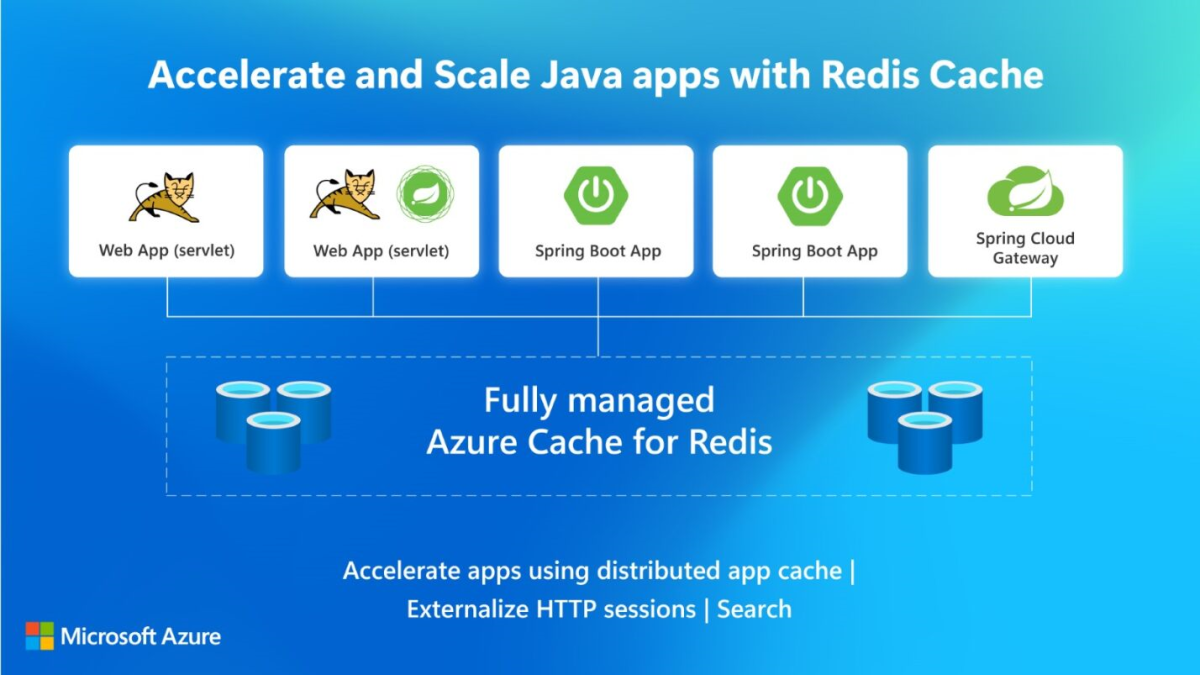 Accelerate and Scale Java apps with Redis Cache
Web App (servlet)
Web App (servlet)
Spring Boot App
Spring Boot App
Spring Cloud
Gateway
Fully managed
Azure Cache for Redis
Accelerate apps using distributed app cache |
Externalize HTTP sessions | Search
Microsoft Azure